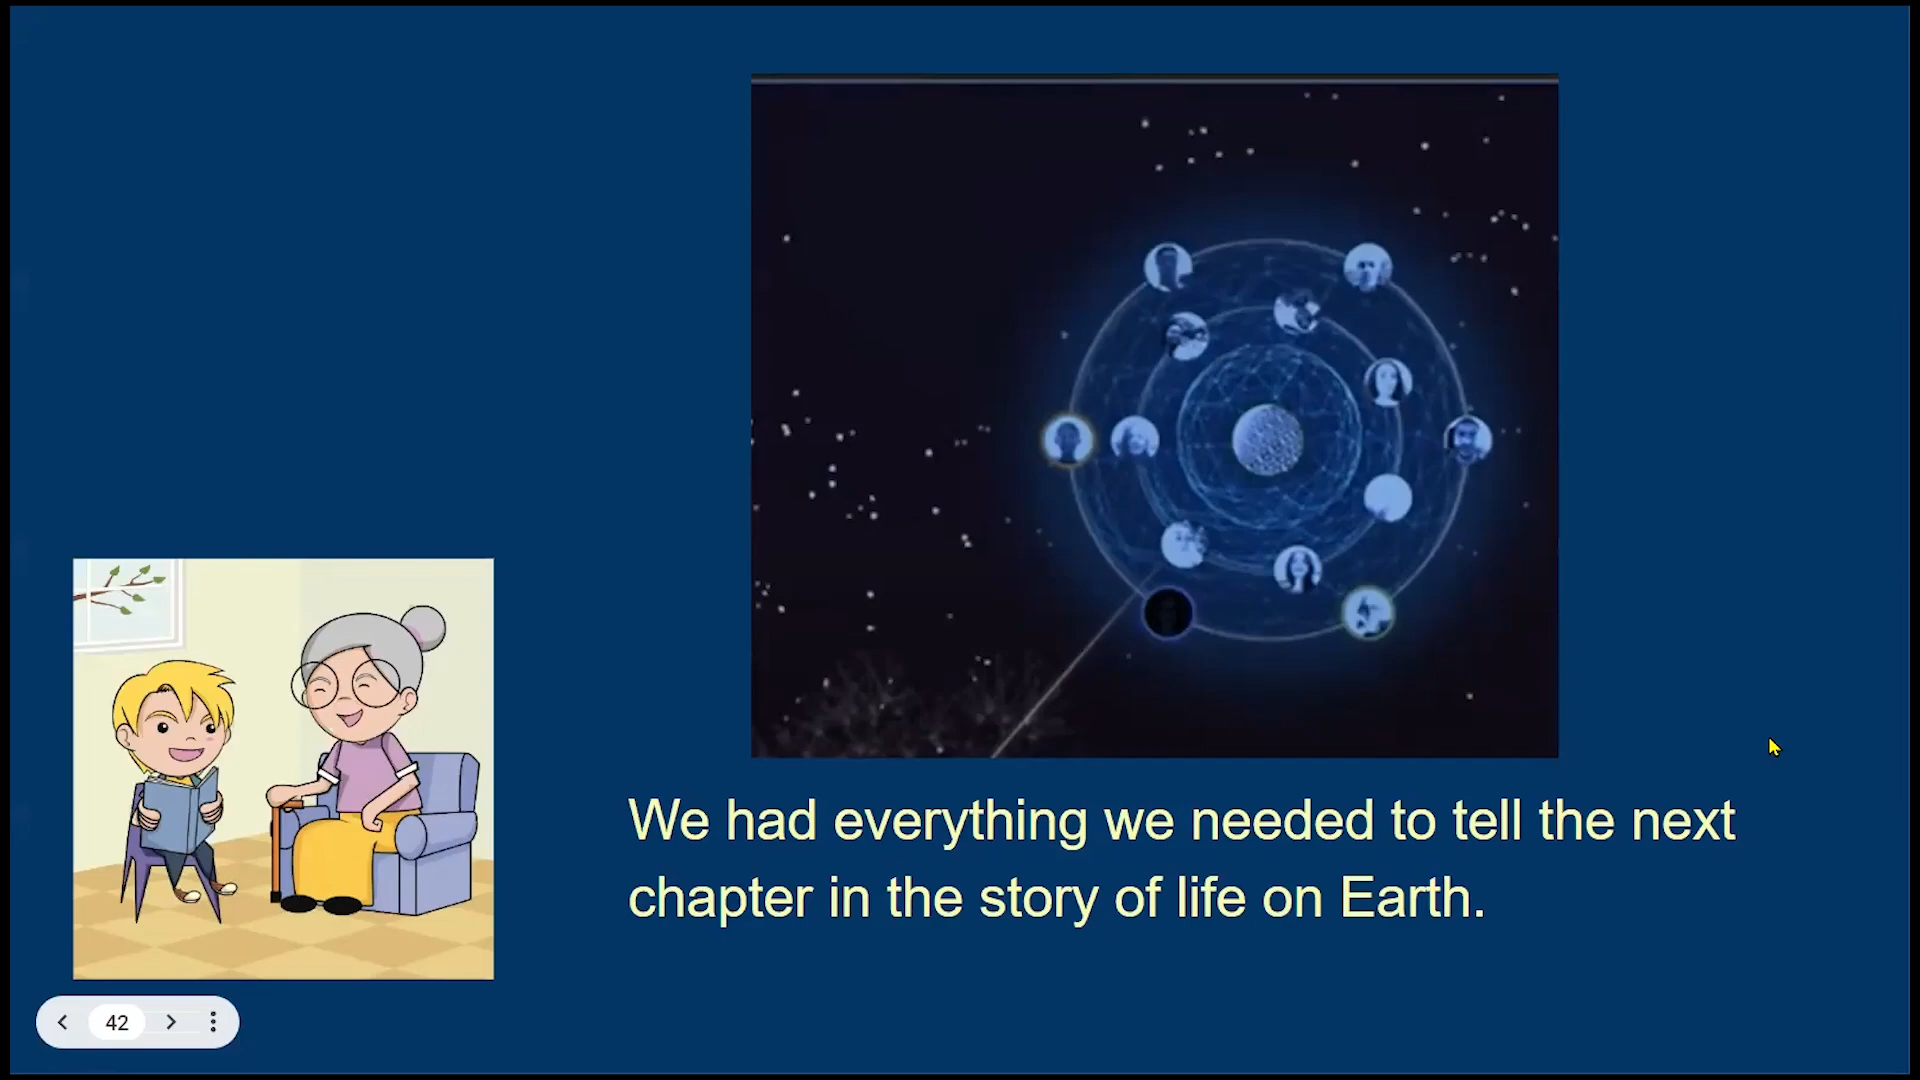 We had everything we needed to tell the next
chapter in the story of life on Earth.
42